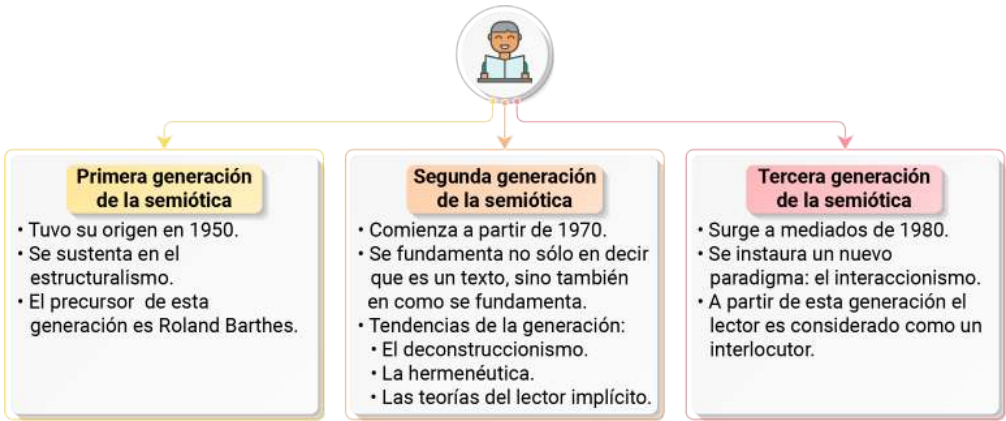 Primera generación
de la semiótica
• Tuvo su origen en 1950.
• Se sustenta en el
estructuralismo.
• El precursor de esta
generación es Roland Barthes.
Segunda generación
de la semiótica
• Comienza a partir de 1970.
• Se fundamenta no sólo en decir
que es un texto, sino también
en como se fundamenta.
• Tendencias de la generación:
• El deconstruccionismo.
• La hermenéutica.
• Las teorías del lector implícito.
Tercera generación
de la semiótica
• Surge a mediados de 1980.
• Se instaura un nuevo
paradigma: el interaccionismo.
• A partir de esta generación el
lector es considerado como un
interlocutor.